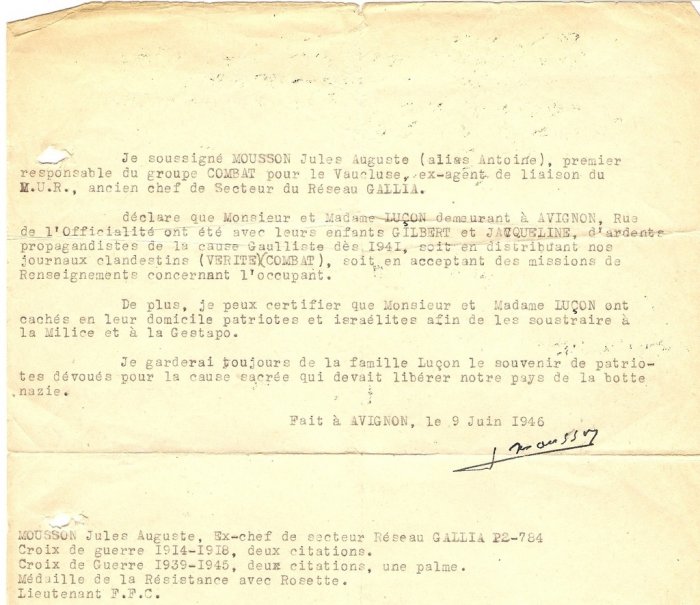 Je soussigné MOUSSON Jules Auguste (alias Antoine), premier
responsable du groupe COMBAT pour le Vaucluse, ex-agent de liaison du
M.U.R., ancien chef de Secteur du Réseau GALLIA.
déclare que Monsieur et Madame LUÇON demeurant à AVIGNON, Rue
de l'Officialité ont été avec leurs enfants GILBERT et JACQUELINE, d'ardents
propagandistes de la cause Gaulliste dès I94I, soit en distribuant nos
journaux clandestins (VERITE)(COMBAT), soit en acceptant des missions de
Renseignements concernant l'occupant.
De plus, je peux certifier que Monsieur et Madame LUÇON ont
cachés en leur domicile patriotes et israélites afin de les soustraire à
la Milice et à la Gestapo.
Je garderai toujours de la famille Luçon le souvenir de patrio-
tes dévoués pour la cause sacrée qui devait libérer notre pays de la botte
nazie.
Fait à AVIGNON, le 9 Juin I946
J Mousson
MOUSSON Jules Auguste, Ex-chef de secteur Réseau GALLIA P2-784
Croix de guerre I9I4-I9I8, deux citations.
Croix de Guerre I939-I945, deux citations, une palme.
Médaille de la Résistance avec Rosette.
Lieutenant F.F.C.